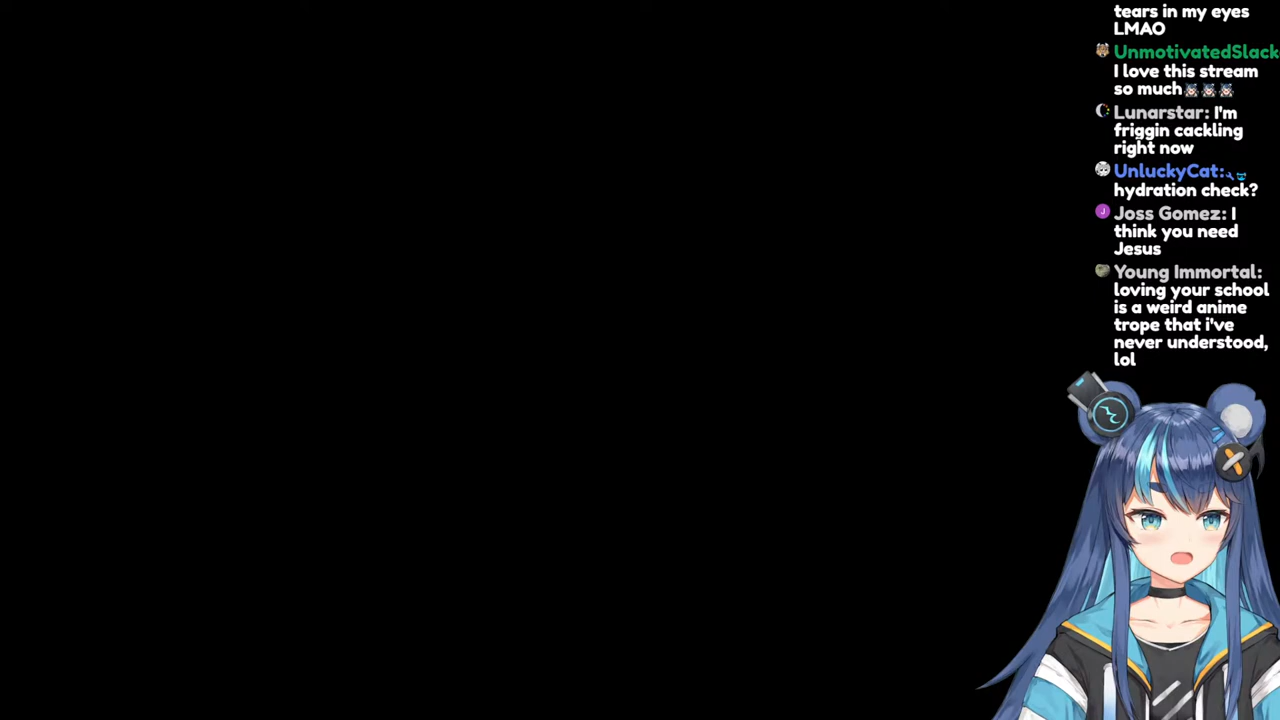 tears in my eyes
LMAO
UnmotivatedSlack
I love this stream
so much
Lunarstar: I'm
friggin cackling
right now
UnluckyCat:
hydration check?
J Joss Gomez: I
think you need
Jesus
Young Immortal:
loving your school
is a weird anime
trope that i've
never understood,
lol